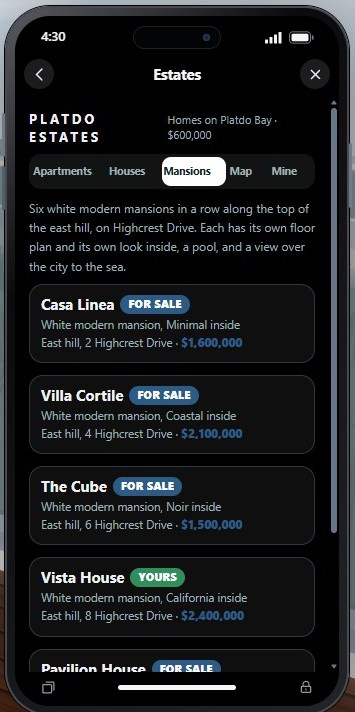 4:30
Estates
PLATDO
ESTATES
Homes on Platdo Bay ·
$600,000
Apartments Houses Mansions Map Mine
Six white modern mansions in a row along the top of
the east hill, on Highcrest Drive. Each has its own floor
plan and its own look inside, a pool, and a view over
the city to the sea.
Casa Linea FOR SALE
White modern mansion, Minimal inside
East hill, 2 Highcrest Drive · $1,600,000
Villa Cortile FOR SALE
White modern mansion, Coastal inside
East hill, 4 Highcrest Drive · $2,100,000
The Cube FOR SALE
White modern mansion, Noir inside
East hill, 6 Highcrest Drive · $1,500,000
Vista House YOURS
White modern mansion, California inside
East hill, 8 Highcrest Drive · $2,400,000
Pavilion House FOR SALE